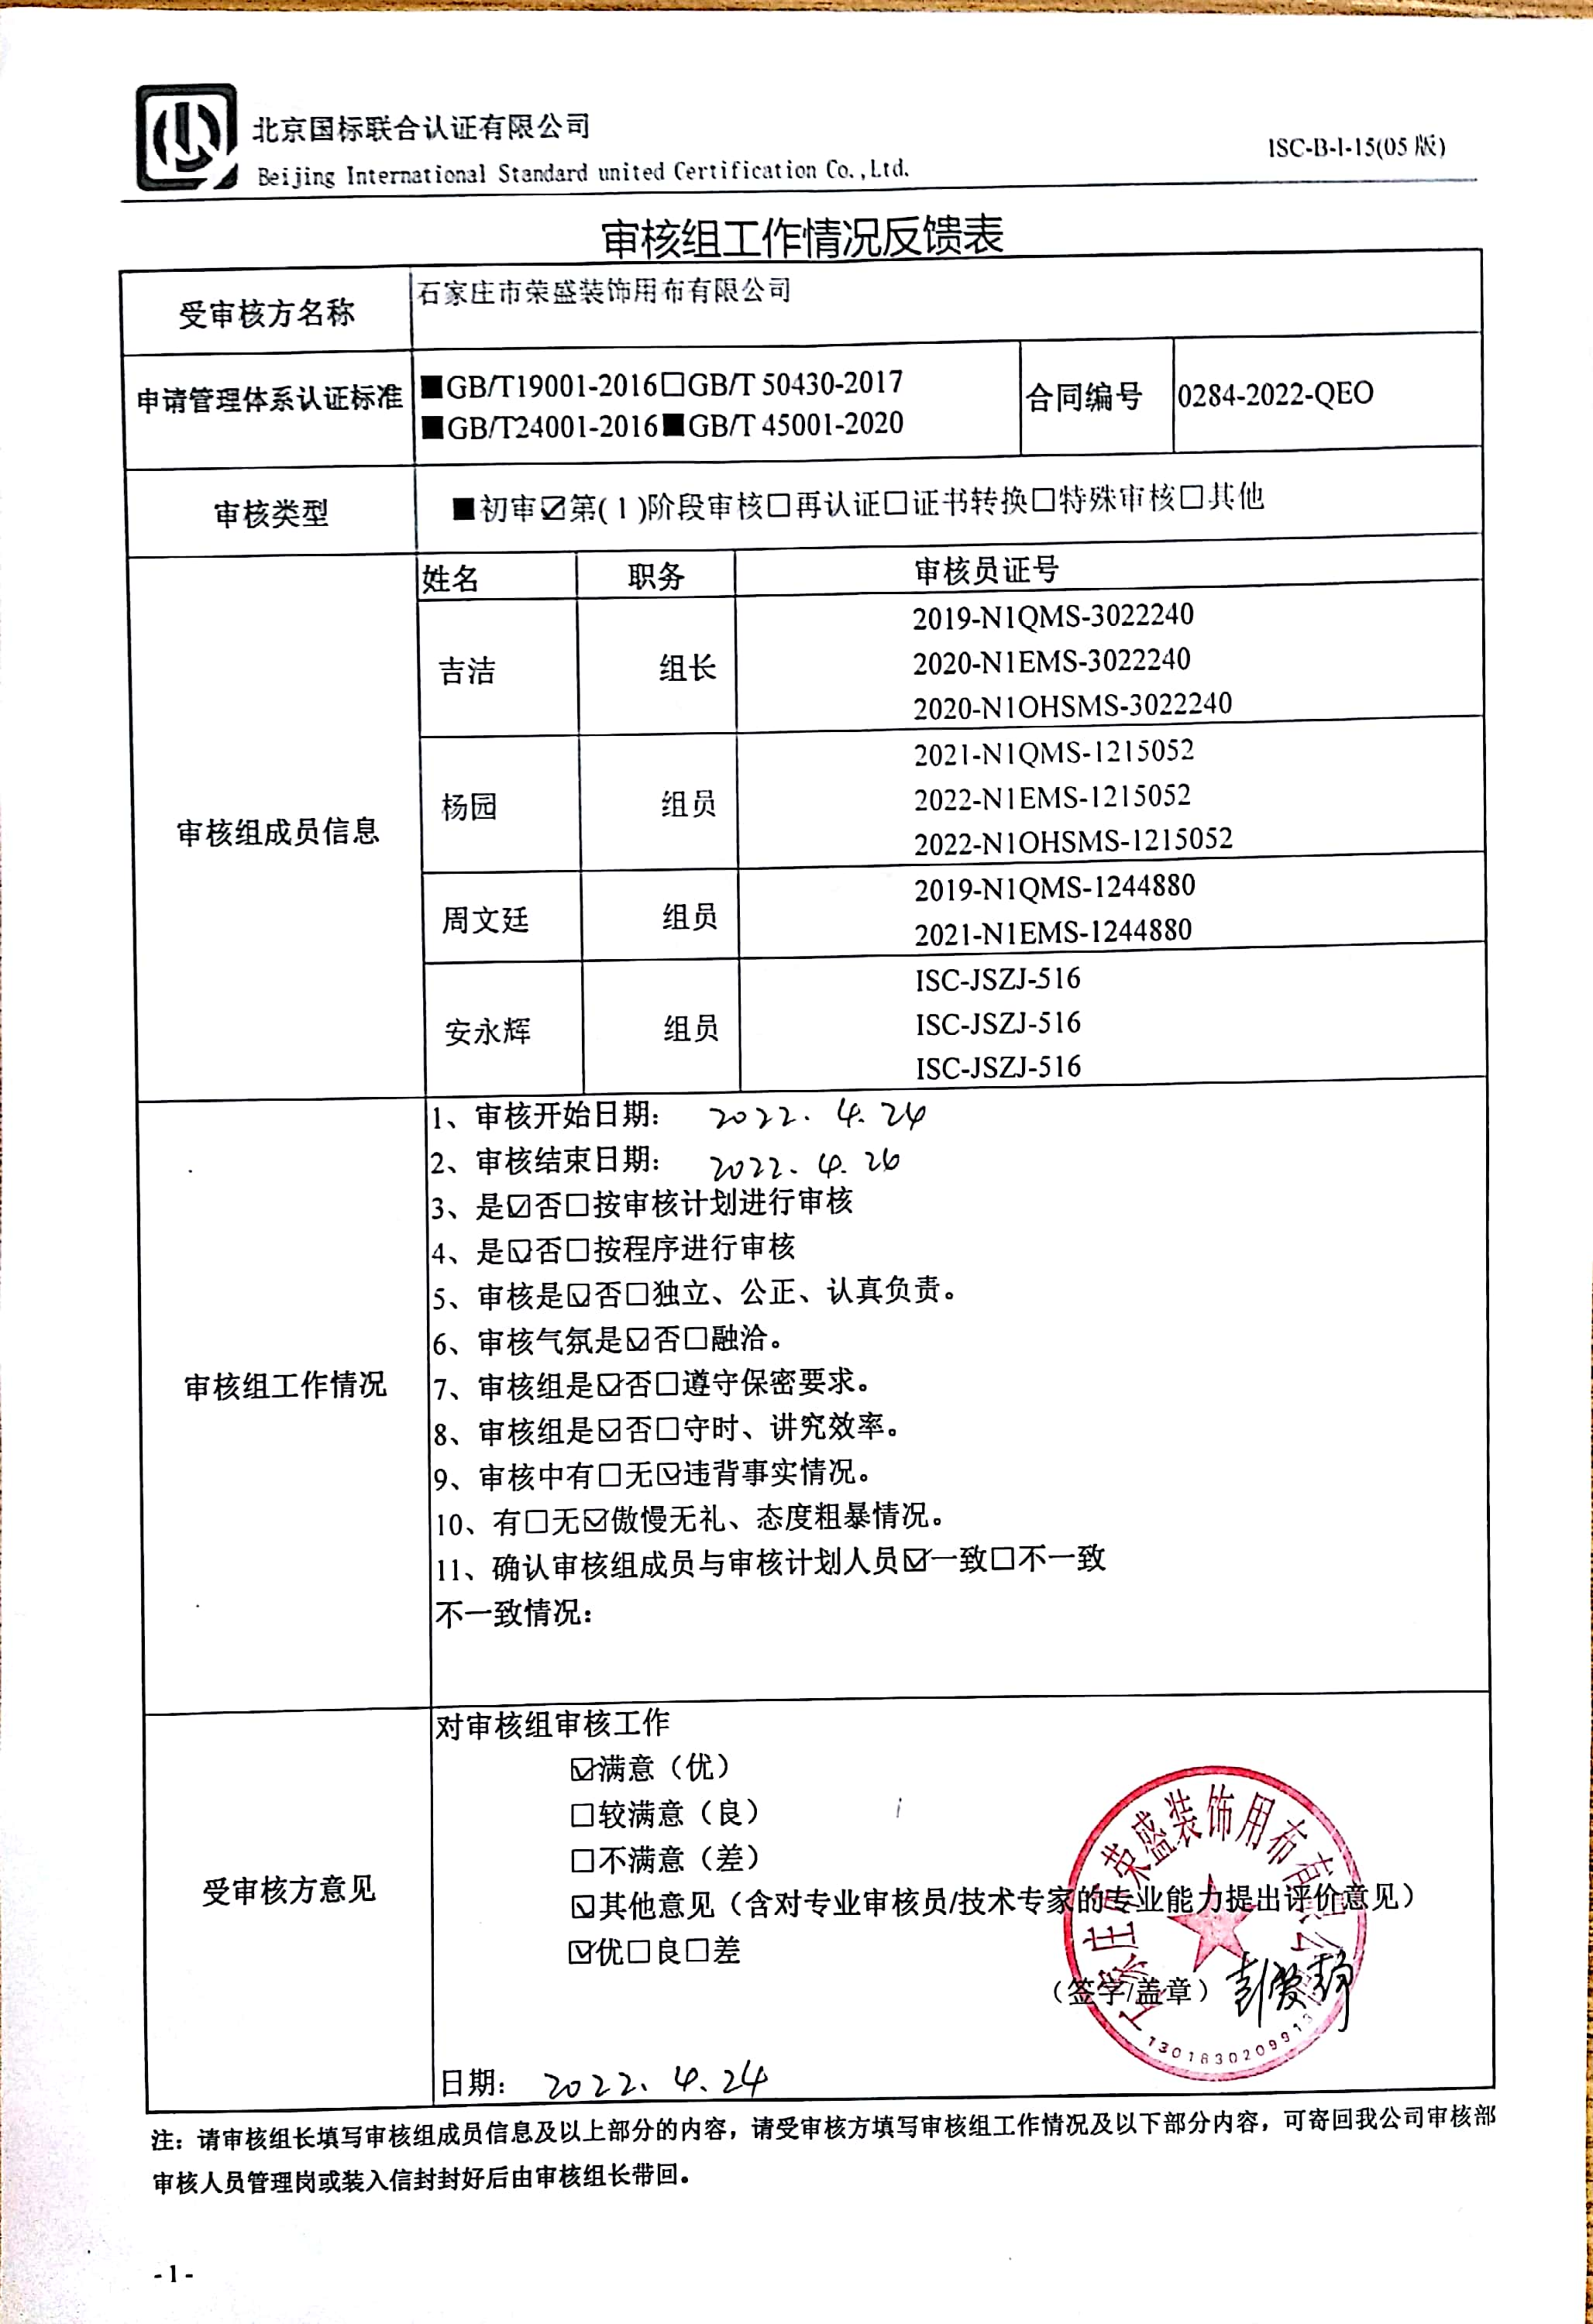 北京国标联合认证有限公司
Beijing International Standard united Certification Co.,Ltd.
ISC-B-I-15(05 版)
审核组工作情况反馈表
受审核方名称
石家庄市荣盛装饰用布有限公司
申请管理体系认证标准
■GB/T19001-2016□GB/T 50430-2017
■GB/T24001-2016■GB/T 45001-2020
合同编号
0284-2022-QEO
审核类型
■初审☑第( 1 )阶段审核□再认证□证书转换□特殊审核□其他
审核组成员信息
姓名 职务 审核员证号
吉洁 组长
2019-N1QMS-3022240
2020-N1EMS-3022240
2020-N1OHSMS-3022240
杨园 组员
2021-N1QMS-1215052
2022-N1EMS-1215052
2022-N1OHSMS-1215052
周文廷 组员
2019-N1QMS-1244880
2021-N1EMS-1244880
安永辉 组员
ISC-JSZJ-516
ISC-JSZJ-516
ISC-JSZJ-516
审核组工作情况
1、审核开始日期： 2022. 4. 24
2、审核结束日期： 2022. 4. 26
3、是☑否□按审核计划进行审核
4、是☑否□按程序进行审核
5、审核是☑否□独立、公正、认真负责。
6、审核气氛是☑否□融洽。
7、审核组是☑否□遵守保密要求。
8、审核组是☑否□守时、讲究效率。
9、审核中有□无☑违背事实情况。
10、有□无☑傲慢无礼、态度粗暴情况。
11、确认审核组成员与审核计划人员☑一致□不一致
不一致情况：
受审核方意见
对审核组审核工作
☑满意（优）
□较满意（良）
□不满意（差）
☑其他意见（含对专业审核员/技术专家的专业能力提出评价意见）
☑优□良□差
（签字/盖章）
石家庄市荣盛装饰用布有限公司
1301830209913
日期： 2022. 4. 24
注：请审核组长填写审核组成员信息及以上部分的内容，请受审核方填写审核组工作情况及以下部分内容，可寄回我公司审核部
审核人员管理岗或装入信封封好后由审核组长带回。
- 1 -